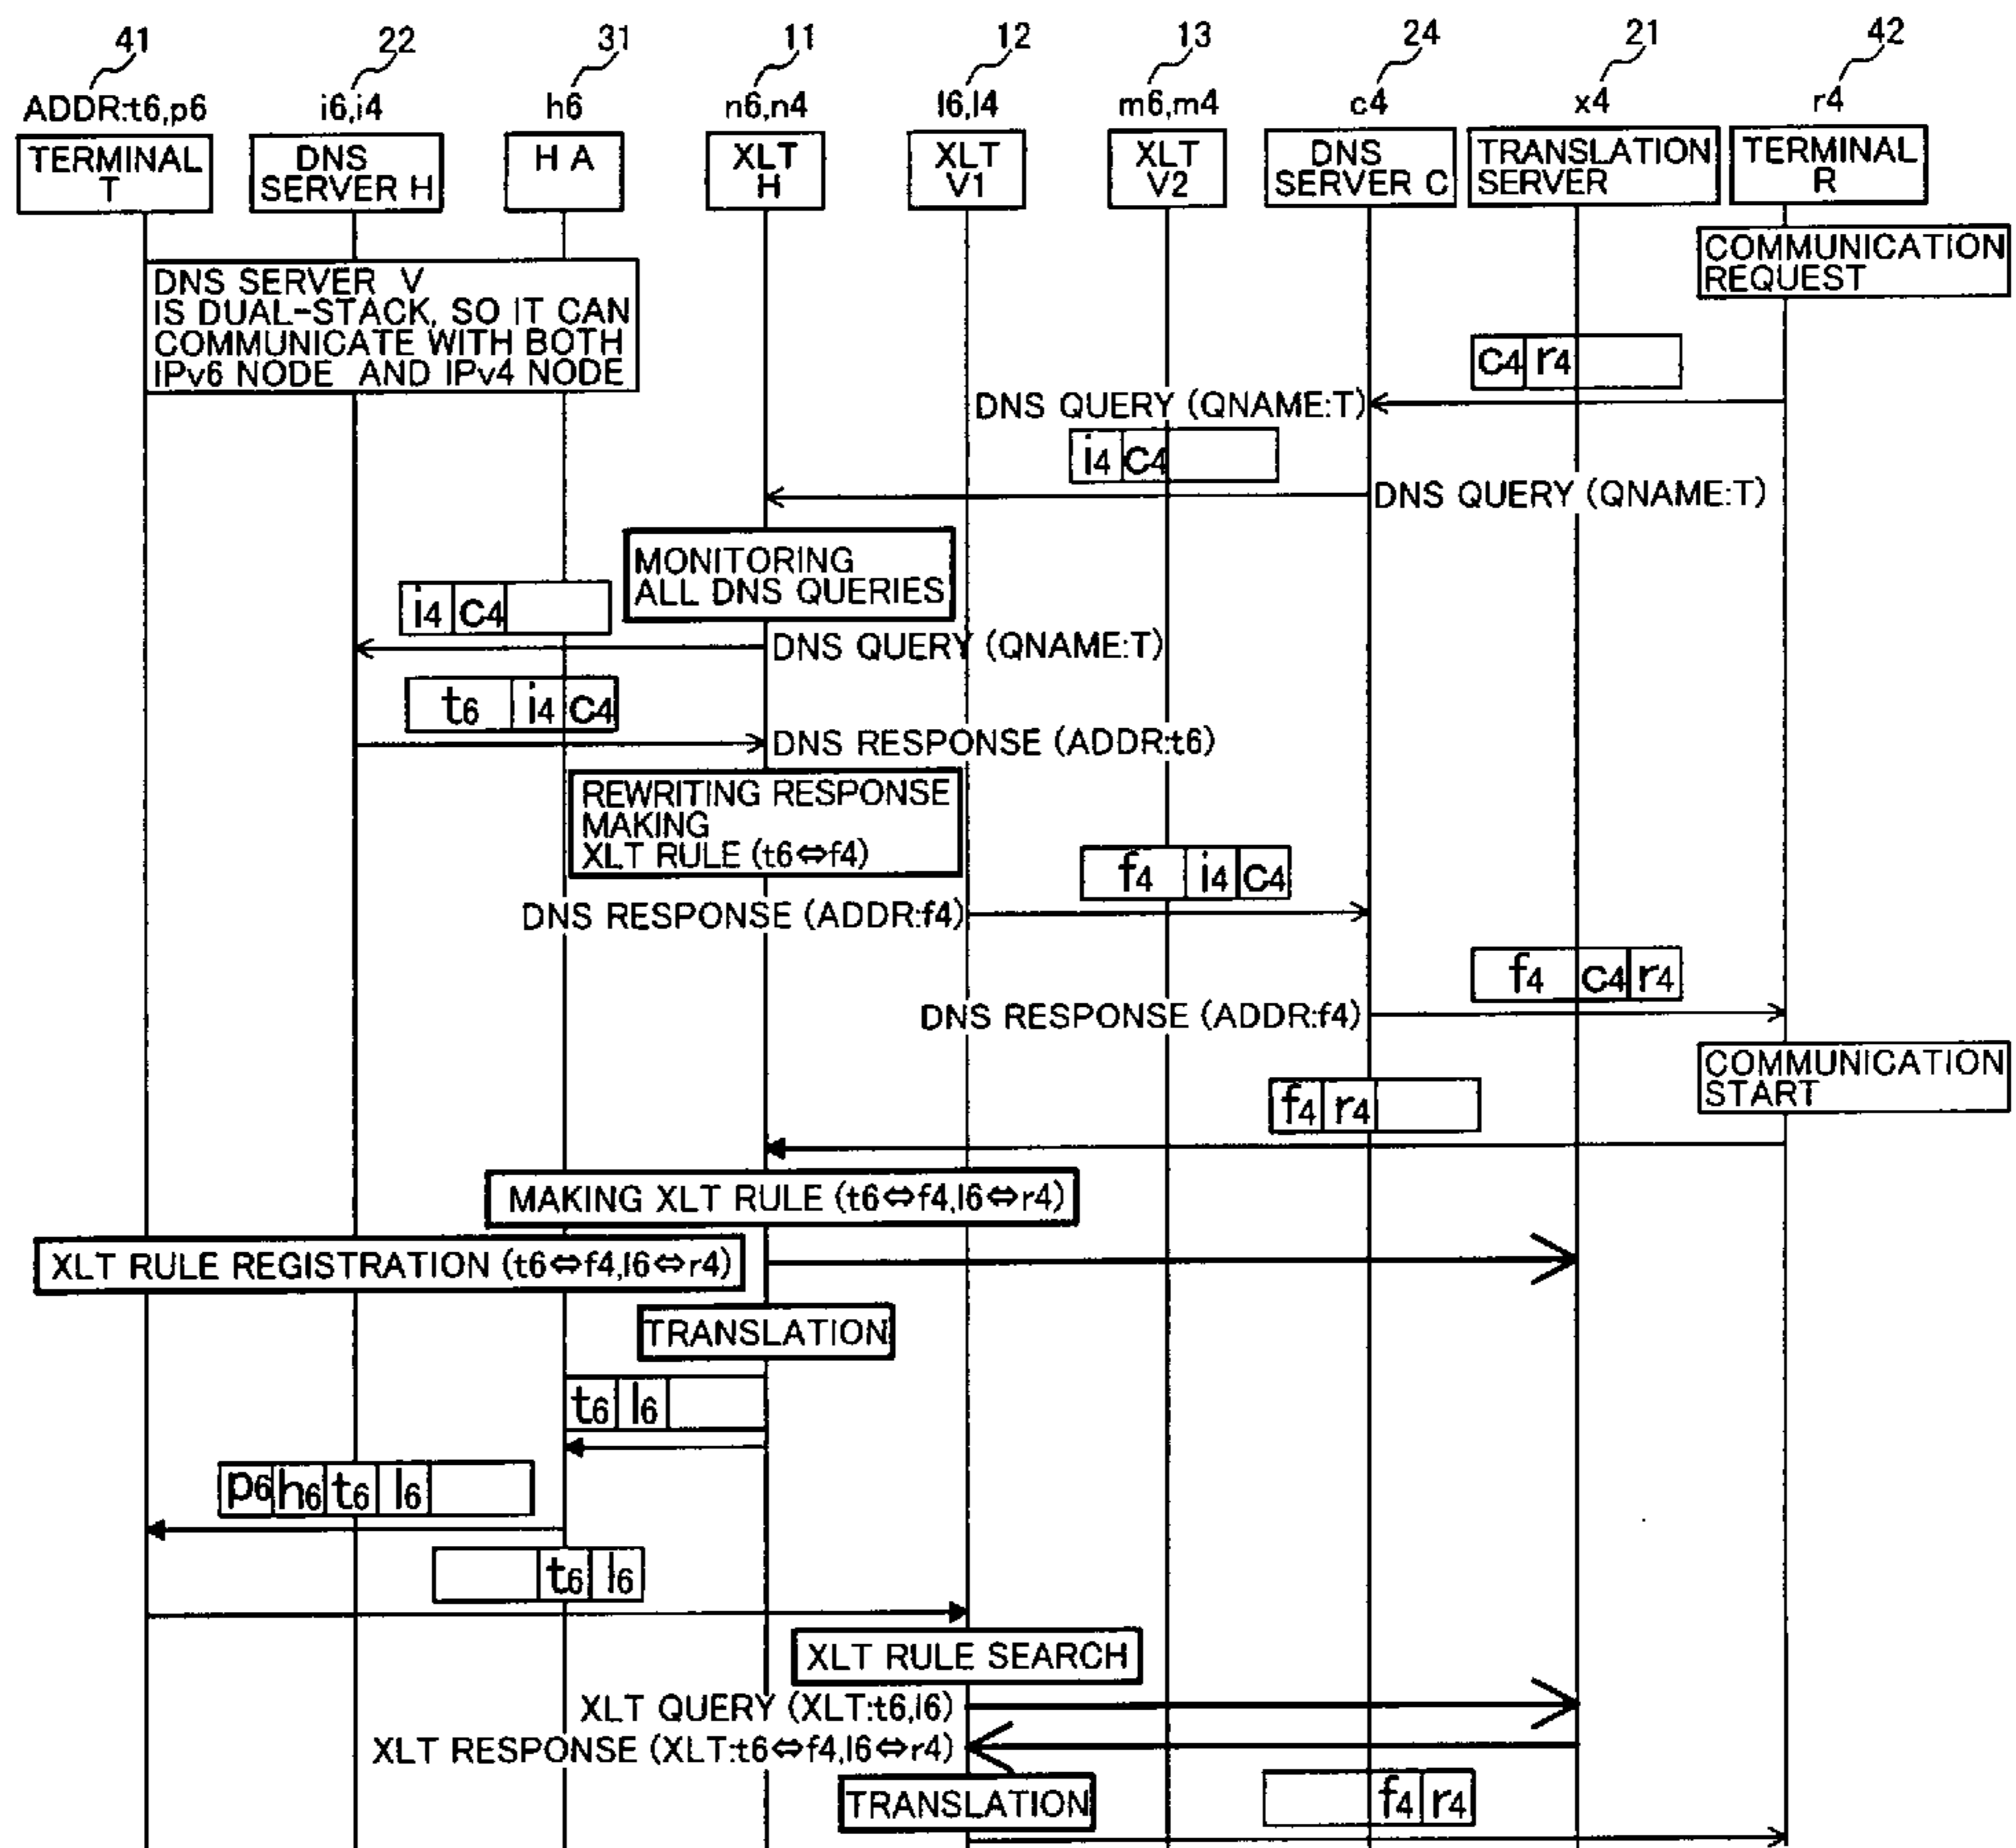 41 22 31 11 12 13 24 21 42
ADDR:t6,p6 i6,i4 h6 n6,n4 l6,l4 m6,m4 c4 x4 r4
TERMINAL T
DNS SERVER H
H A
XLT H
XLT V1
XLT V2
DNS SERVER C
TRANSLATION SERVER
TERMINAL R
COMMUNICATION
REQUEST
DNS SERVER V
IS DUAL-STACK, SO IT CAN
COMMUNICATE WITH BOTH
IPv6 NODE AND IPv4 NODE
c4 r4
DNS QUERY (QNAME:T)
i4 c4
DNS QUERY (QNAME:T)
MONITORING
ALL DNS QUERIES
i4 c4
DNS QUERY (QNAME:T)
t6 i4 c4
DNS RESPONSE (ADDR:t6)
REWRITING RESPONSE
MAKING
XLT RULE (t6⇔f4)
f4 i4 c4
DNS RESPONSE (ADDR:f4)
f4 c4 r4
DNS RESPONSE (ADDR:f4)
COMMUNICATION
START
f4 r4
MAKING XLT RULE (t6⇔f4,l6⇔r4)
XLT RULE REGISTRATION (t6⇔f4,l6⇔r4)
TRANSLATION
t6 l6
p6 h6 t6 l6
t6 l6
XLT RULE SEARCH
XLT QUERY (XLT:t6,l6)
XLT RESPONSE (XLT:t6⇔f4,l6⇔r4)
TRANSLATION
f4 r4